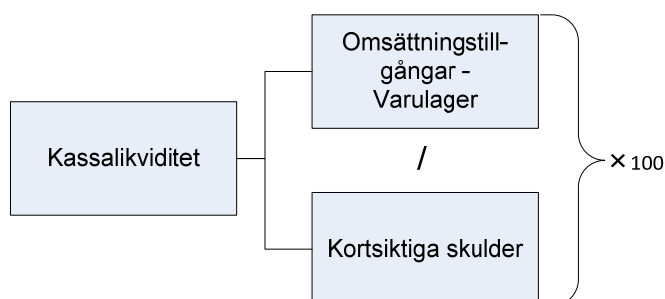 Omsättningstill-
gångar -
Varulager
Kassalikviditet
/
× 100
Kortsiktiga skulder